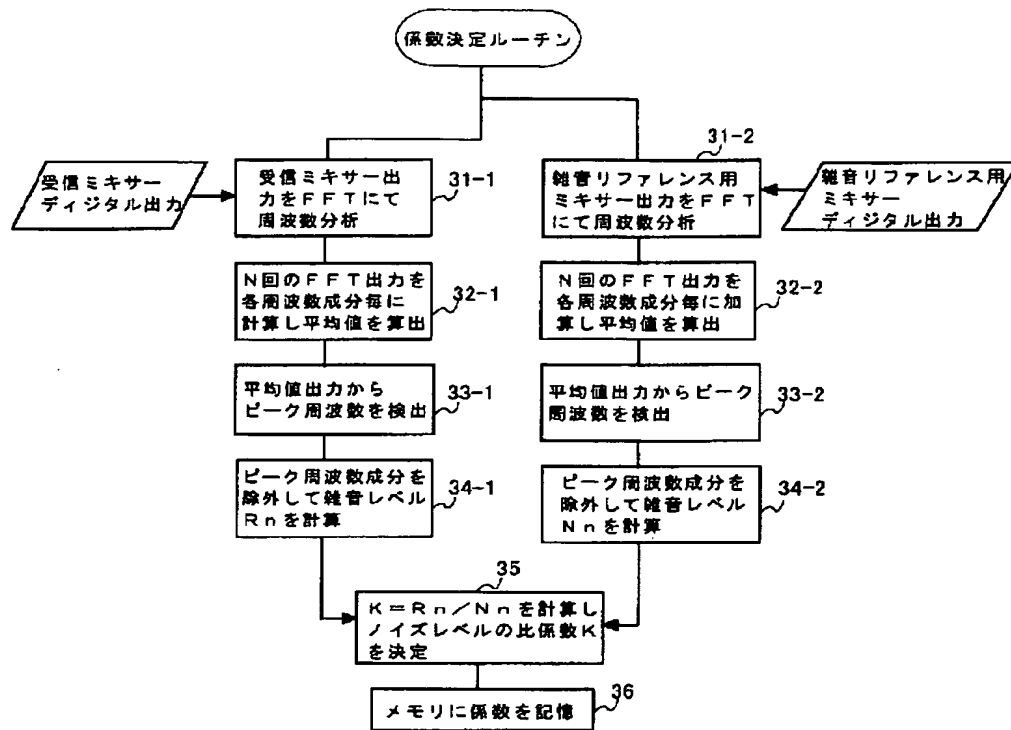 係数決定ルーチン
31-2
受信ミキサー
ディジタル出力
受信ミキサー出
力をFFTにて
周波数分析
31-1
雑音リファレンス用
ミキサー出力をFFT
にて周波数分析
雑音リファレンス用
ミキサー
ディジタル出力
N回のFFT出力を
各周波数成分毎に
計算し平均値を算出
32-1
N回のFFT出力を
各周波数成分毎に加
算し平均値を算出
32-2
平均値出力から
ピーク周波数を検出
33-1
平均値出力からピーク
周波数を検出
33-2
ピーク周波数成分を
除外して雑音レベル
Rnを計算
34-1
ピーク周波数成分を
除外して雑音レベル
Nnを計算
34-2
35
K=Rn/Nnを計算し
ノイズレベルの比係数K
を決定
36
メモリに係数を記憶